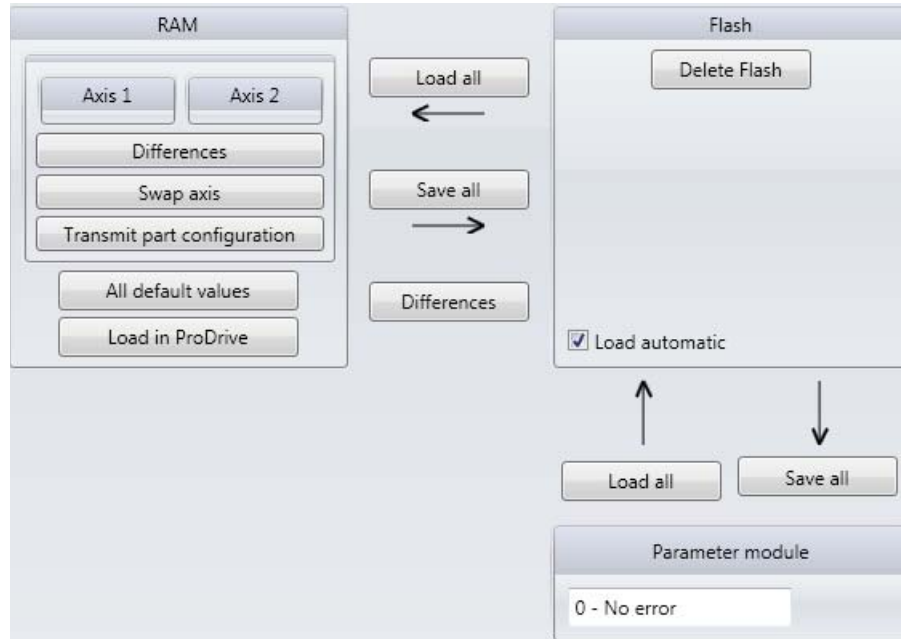 RAM
Axis 1
Axis 2
Differences
Swap axis
Transmit part configuration
All default values
Load in ProDrive
Load all
Save all
Differences
Flash
Delete Flash
Load automatic
Load all
Save all
Parameter module
0 - No error